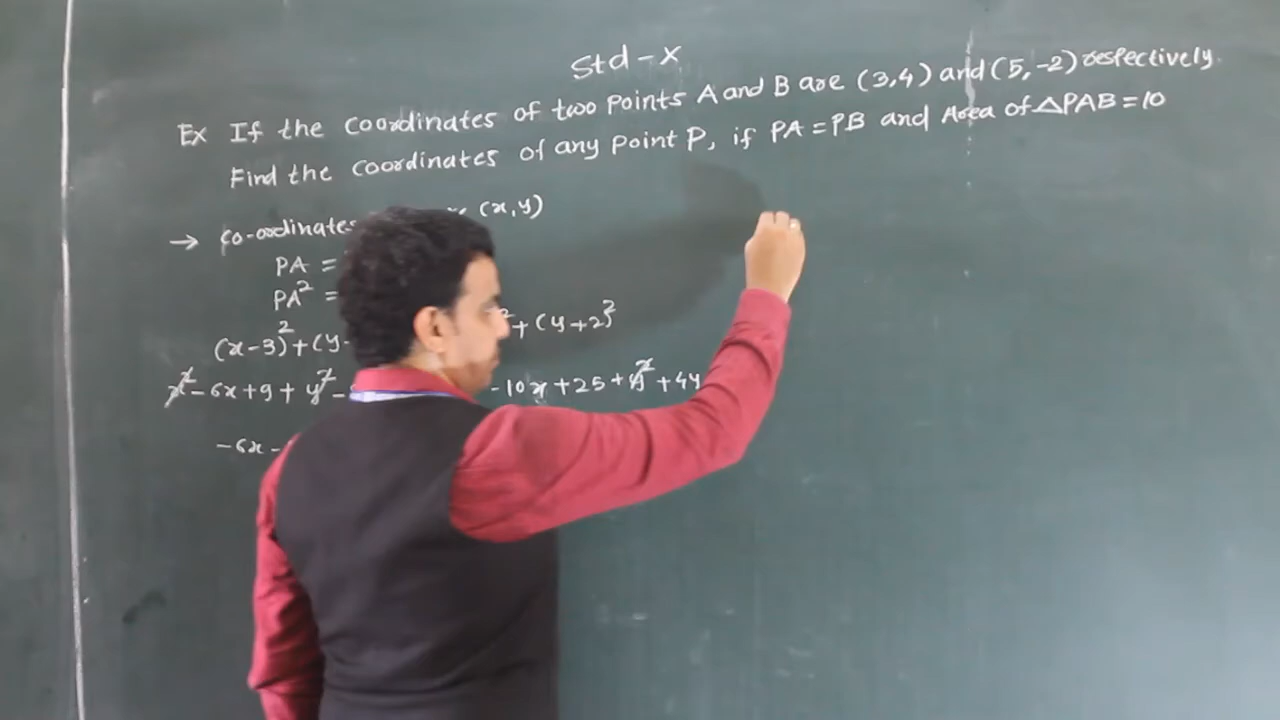 Std-X
Ex If the coordinates of two Points A and B are (3,4) and (5,-2) respectively.
Find the coordinates of any Point P, if PA = PB and Area of △PAB = 10
→ Co-ordinates (x,y)
PA =
PA² =
(x-3)² + (y- ² + (y+2)²
x² - 6x + 9 + y² - - 10x + 25 + y² + 4y
-6x -